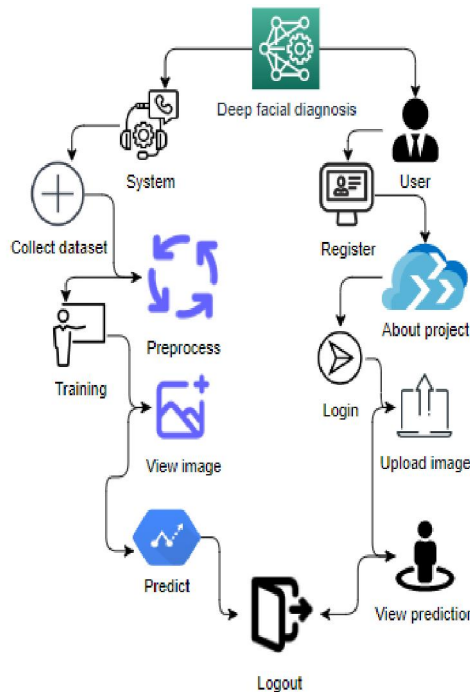 Deep facial diagnosis
System
User
Collect dataset
Register
Preprocess
About project
Training
Login
View image
Upload image
Predict
View prediction
Logout